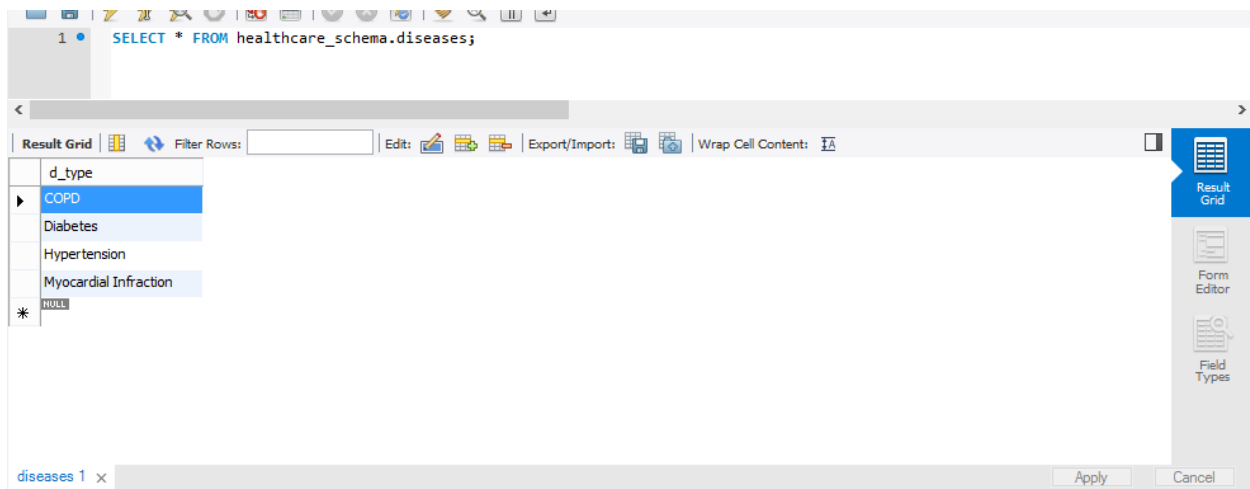 1 SELECT * FROM healthcare_schema.diseases;
Result Grid Filter Rows: Edit: Export/Import: Wrap Cell Content: IA
d_type
COPD
Diabetes
Hypertension
Myocardial Infraction
NULL
Result
Grid
Form
Editor
Field
Types
diseases 1 Apply Cancel